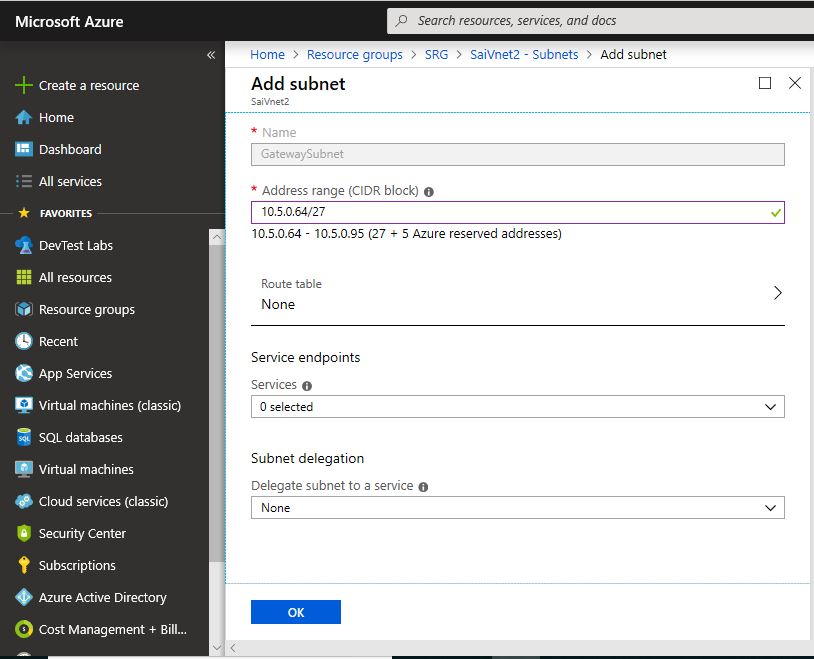 Microsoft Azure
Search resources, services, and docs
«
Home > Resource groups > SRG > SaiVnet2 - Subnets > Add subnet
Create a resource
Home
Dashboard
All services
FAVORITES
DevTest Labs
All resources
Resource groups
Recent
App Services
Virtual machines (classic)
SQL databases
Virtual machines
Cloud services (classic)
Security Center
Subscriptions
Azure Active Directory
Cost Management + Bill...
Add subnet
SaiVnet2
* Name
GatewaySubnet
* Address range (CIDR block)
10.5.0.64/27
10.5.0.64 - 10.5.0.95 (27 + 5 Azure reserved addresses)
Route table
None
Service endpoints
Services
0 selected
Subnet delegation
Delegate subnet to a service
None
OK